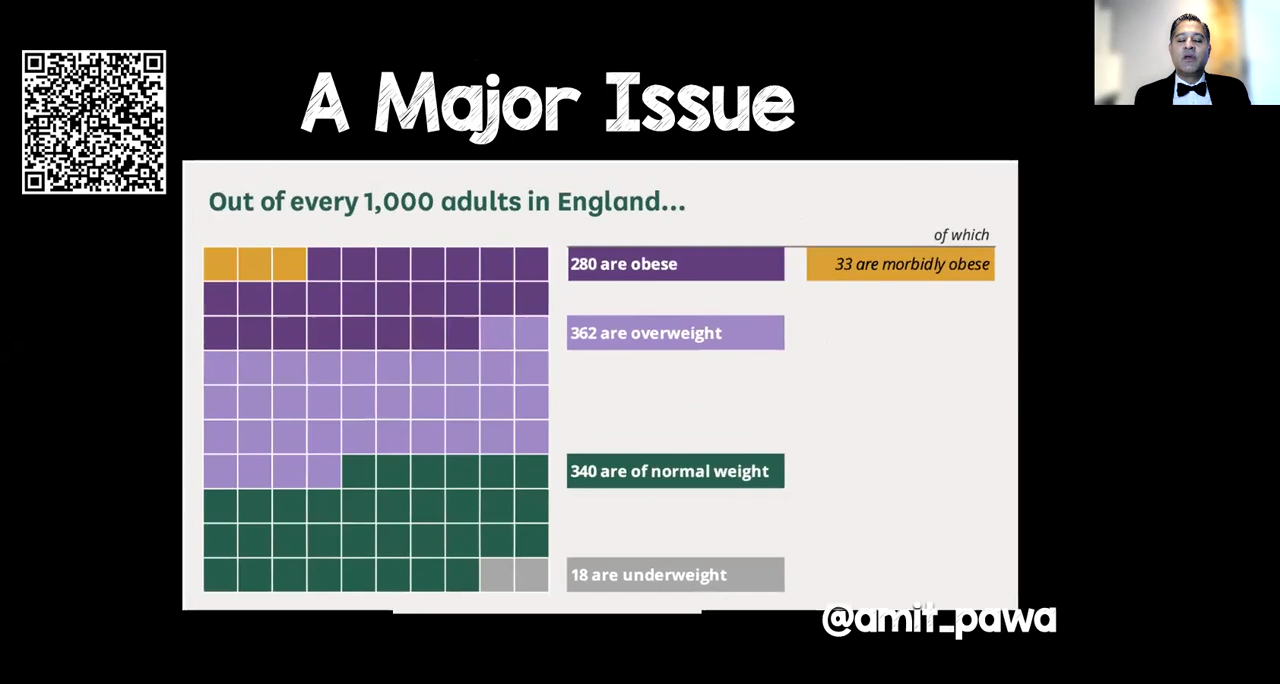 A Major Issue
Out of every 1,000 adults in England...
of which
280 are obese
33 are morbidly obese
362 are overweight
340 are of normal weight
18 are underweight
@amit_pawa